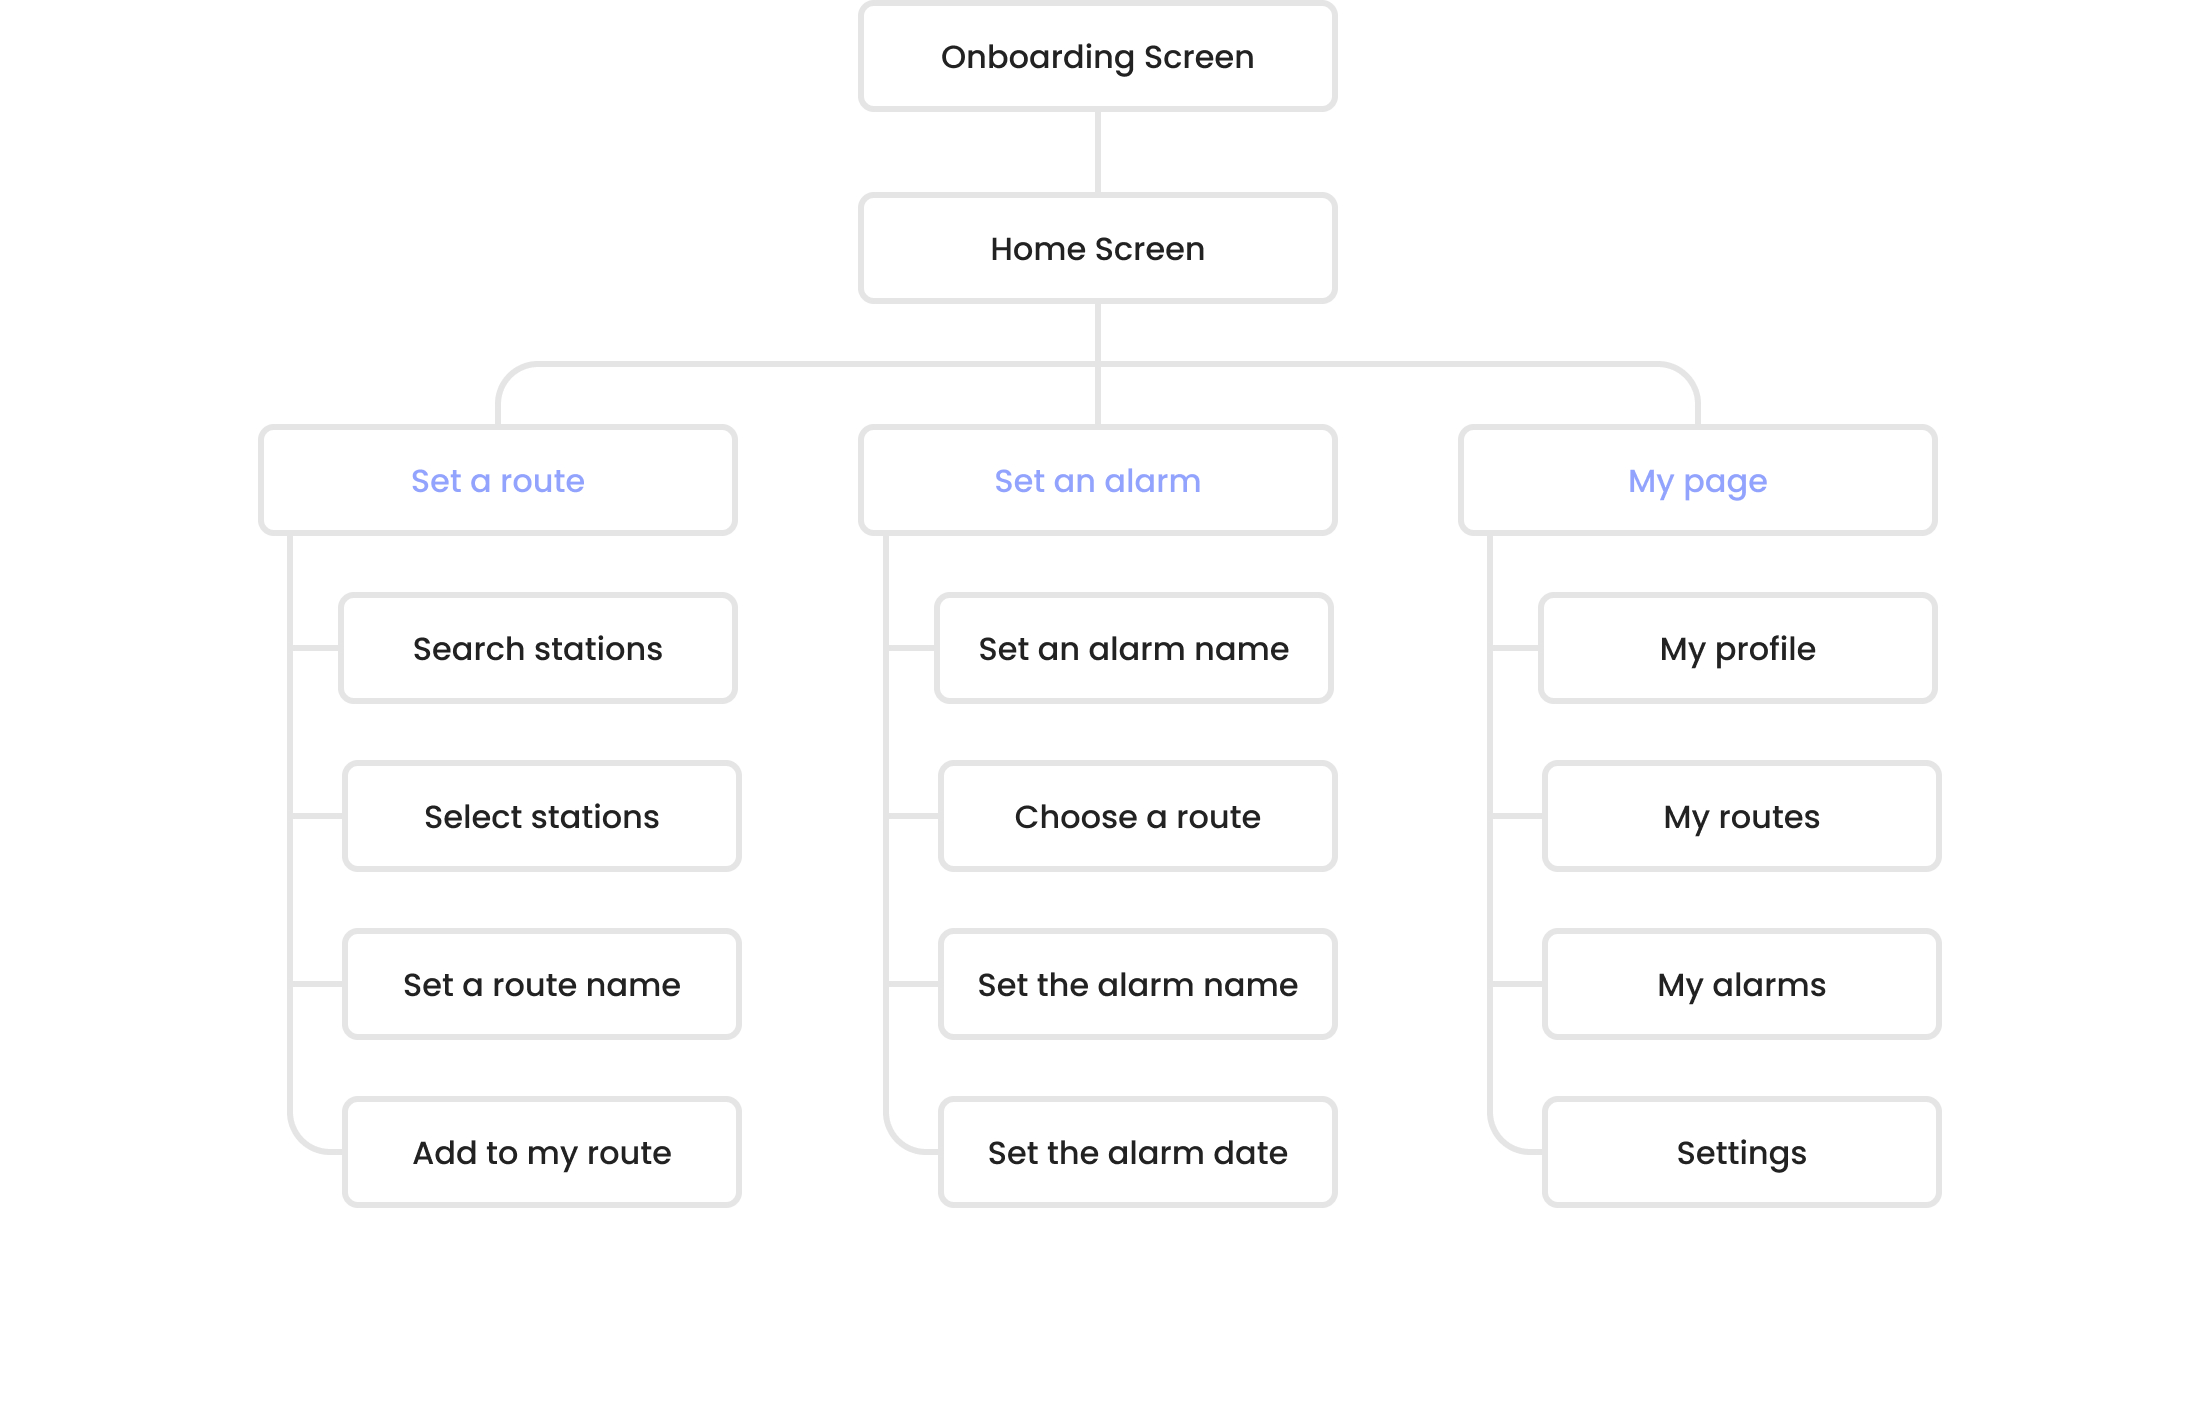 Onboarding Screen
Home Screen
Set a route
Set an alarm
My page
Search stations
Set an alarm name
My profile
Select stations
Choose a route
My routes
Set a route name
Set the alarm name
My alarms
Add to my route
Set the alarm date
Settings